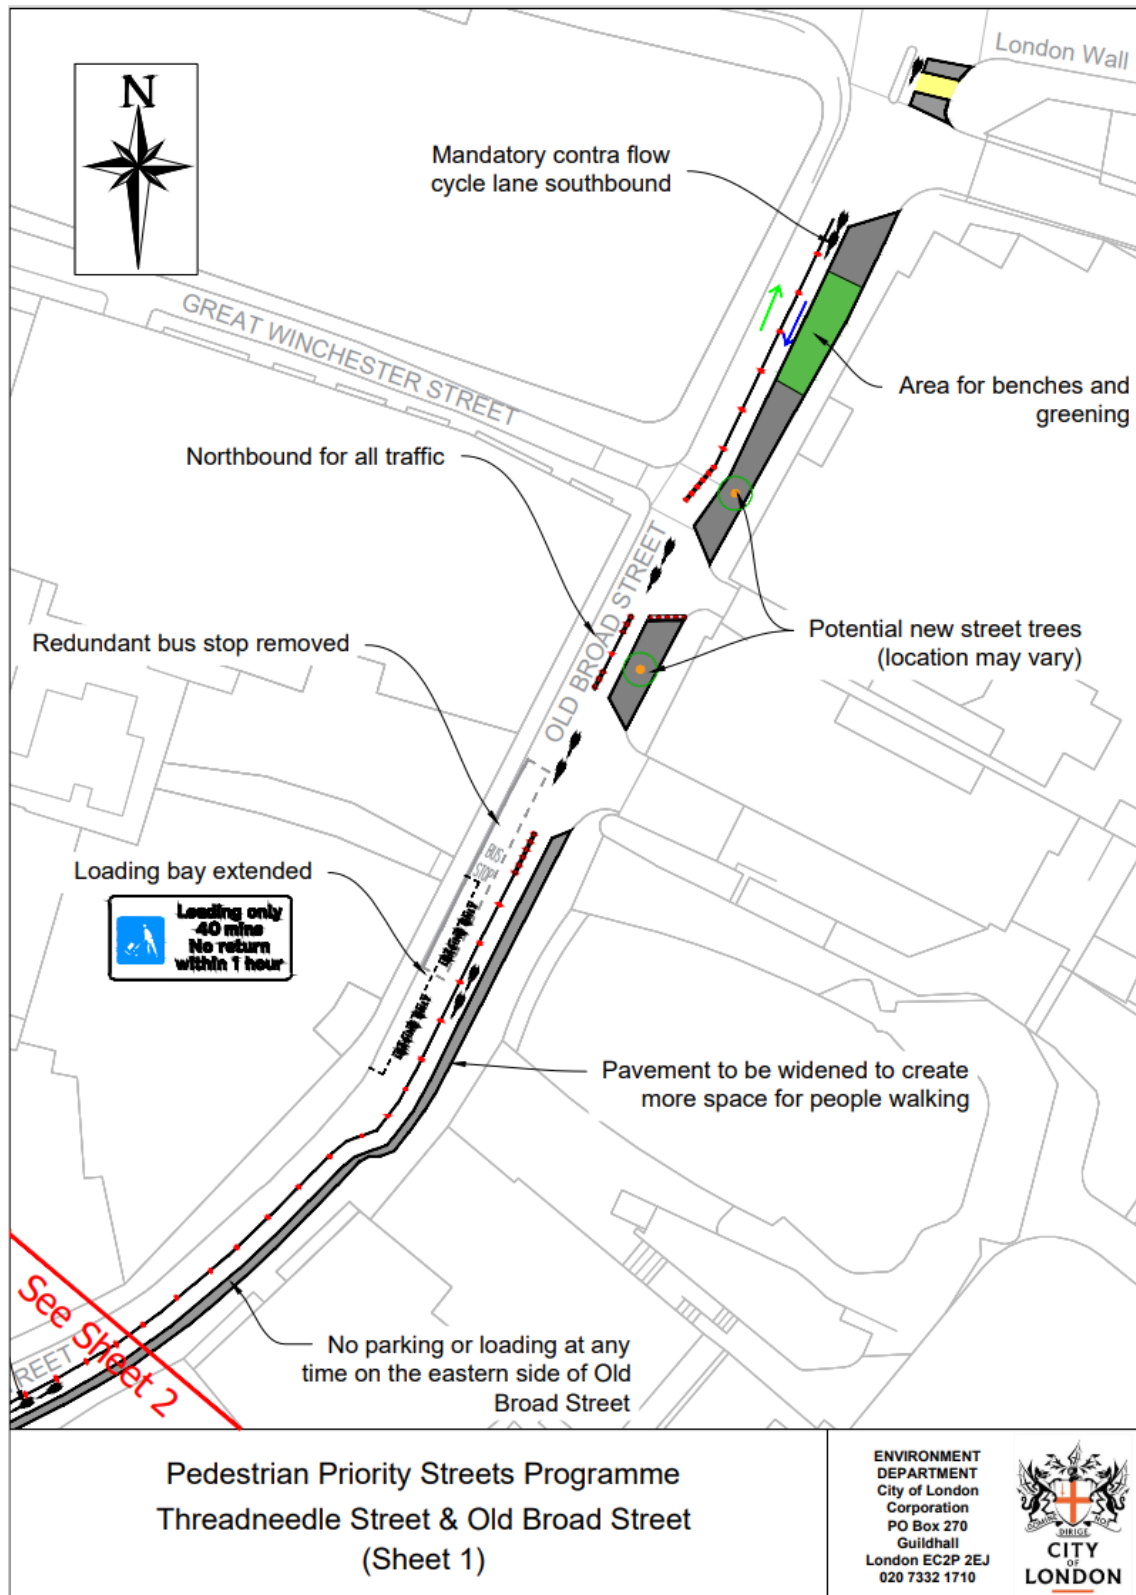 N
London Wall
Mandatory contra flow
cycle lane southbound
GREAT WINCHESTER STREET
Area for benches and
greening
Northbound for all traffic
OLD BROAD STREET
Potential new street trees
(location may vary)
Redundant bus stop removed
BUS
STOP
Loading bay extended
Loading only
40 mins
No return
within 1 hour
Pavement to be widened to create
more space for people walking
See Sheet 2
STREET
No parking or loading at any
time on the eastern side of Old
Broad Street
Pedestrian Priority Streets Programme
Threadneedle Street & Old Broad Street
(Sheet 1)
ENVIRONMENT
DEPARTMENT
City of London
Corporation
PO Box 270
Guildhall
London EC2P 2EJ
020 7332 1710
DOMINE DIRIGE NOS
CITY
OF
LONDON